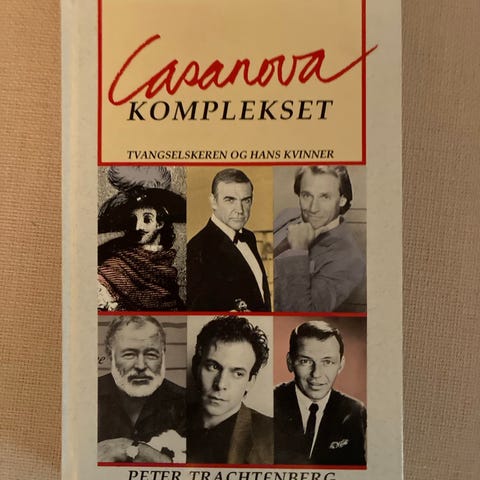 Casanova
KOMPLEKSET
TVANGSELSKEREN OG HANS KVINNER
PETER TRACHTENBERG